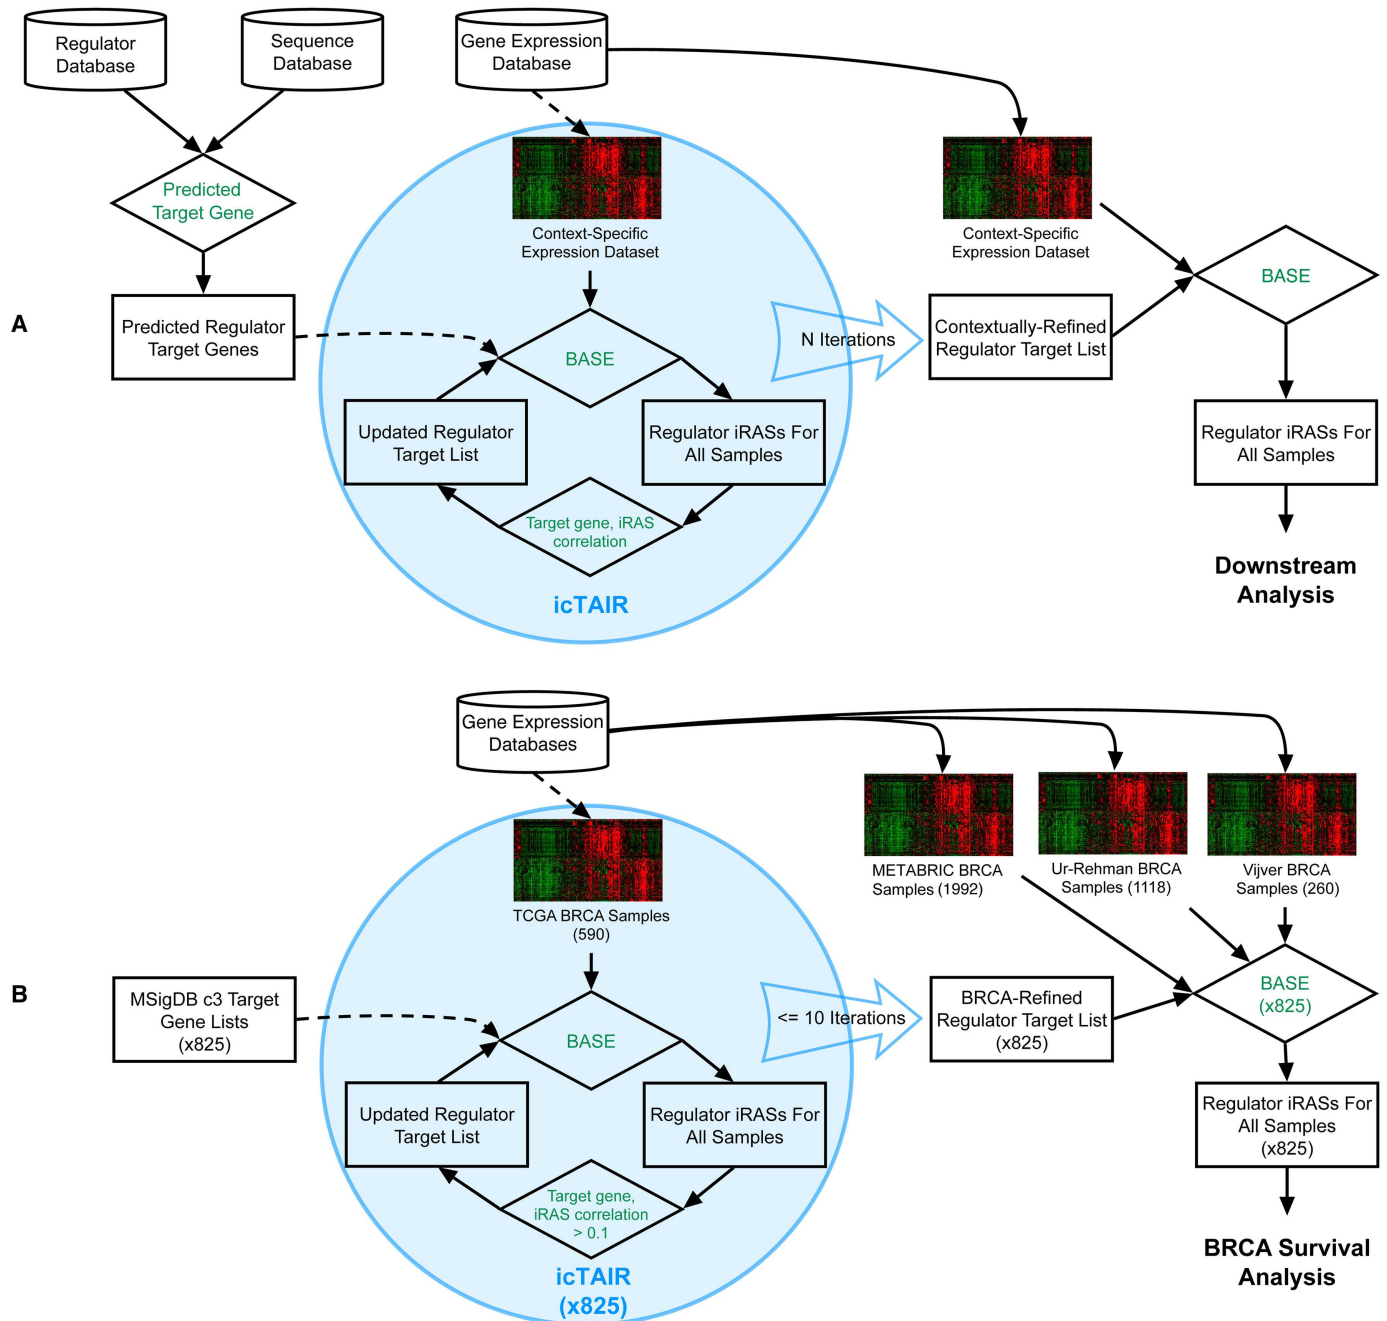 Regulator
Database
Sequence
Database
Gene Expression
Database
Predicted
Target Gene
Context-Specific
Expression Dataset
Context-Specific
Expression Dataset
BASE
A
Predicted Regulator
Target Genes
BASE
N Iterations
Contextually-Refined
Regulator Target List
Updated Regulator
Target List
Regulator iRASs For
All Samples
Regulator iRASs For
All Samples
Target gene, iRAS
correlation
icTAIR
Downstream
Analysis
Gene Expression
Databases
METABRIC BRCA
Samples (1992)
Ur-Rehman BRCA
Samples (1118)
Vijver BRCA
Samples (260)
TCGA BRCA Samples
(590)
B
MSigDB c3 Target
Gene Lists
(x825)
BASE
<= 10 Iterations
BRCA-Refined
Regulator Target List
(x825)
BASE
(x825)
Updated Regulator
Target List
Regulator iRASs For
All Samples
Regulator iRASs For
All Samples
(x825)
Target gene,
iRAS correlation
> 0.1
icTAIR
(x825)
BRCA Survival
Analysis